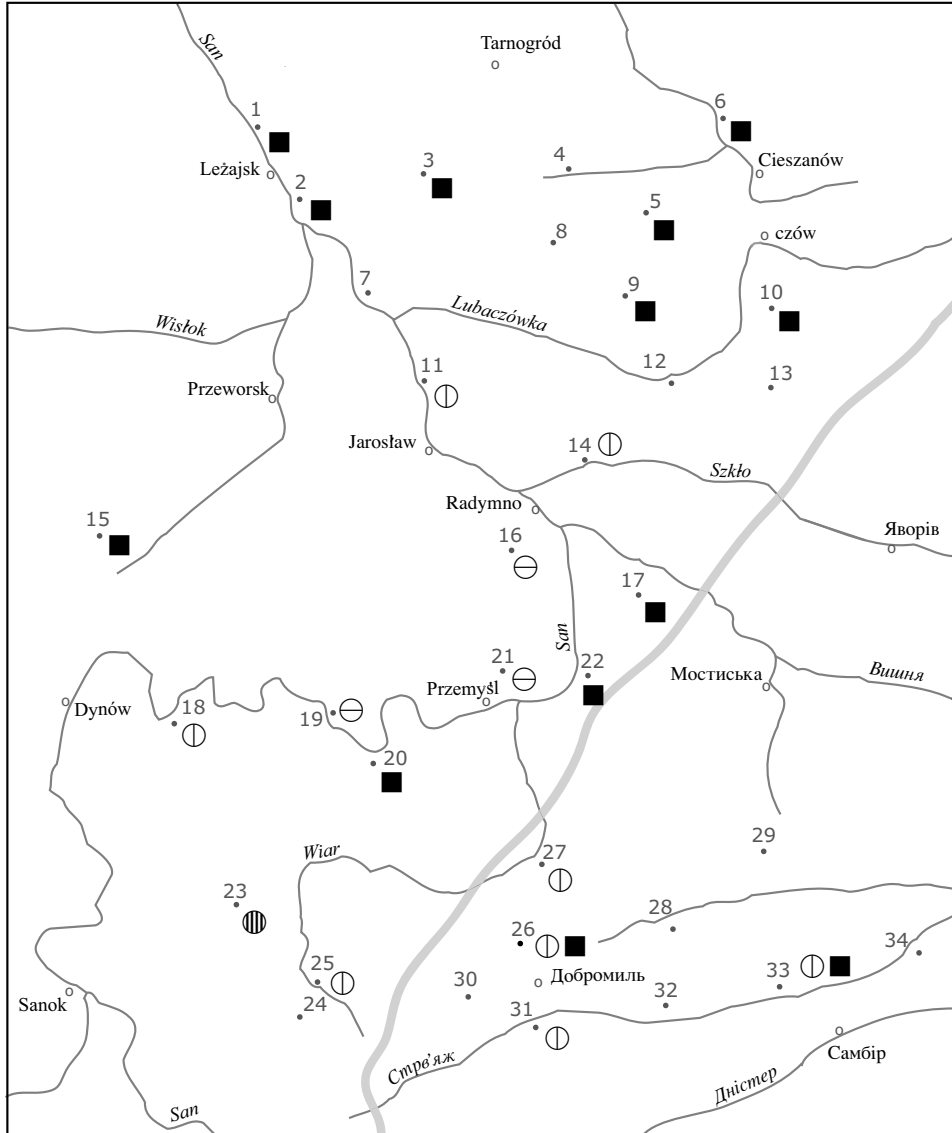 San
Tarnogród
1
6
Leżajsk
3
4
Cieszanów
2
5
8
czów
7
9
10
Wisłok
Lubaczówka
11
12
13
Przeworsk
Jarosław
14
Szkło
Radymno
15
16
Яворів
17
San
21
22
Przemyśl
Мостиська
Вишня
Dynów
18
19
20
Wiar
27
29
23
28
26
34
25
30
Добромиль
33
Sanok
24
31
32
Стрв’яж
Самбір
Дністер
San